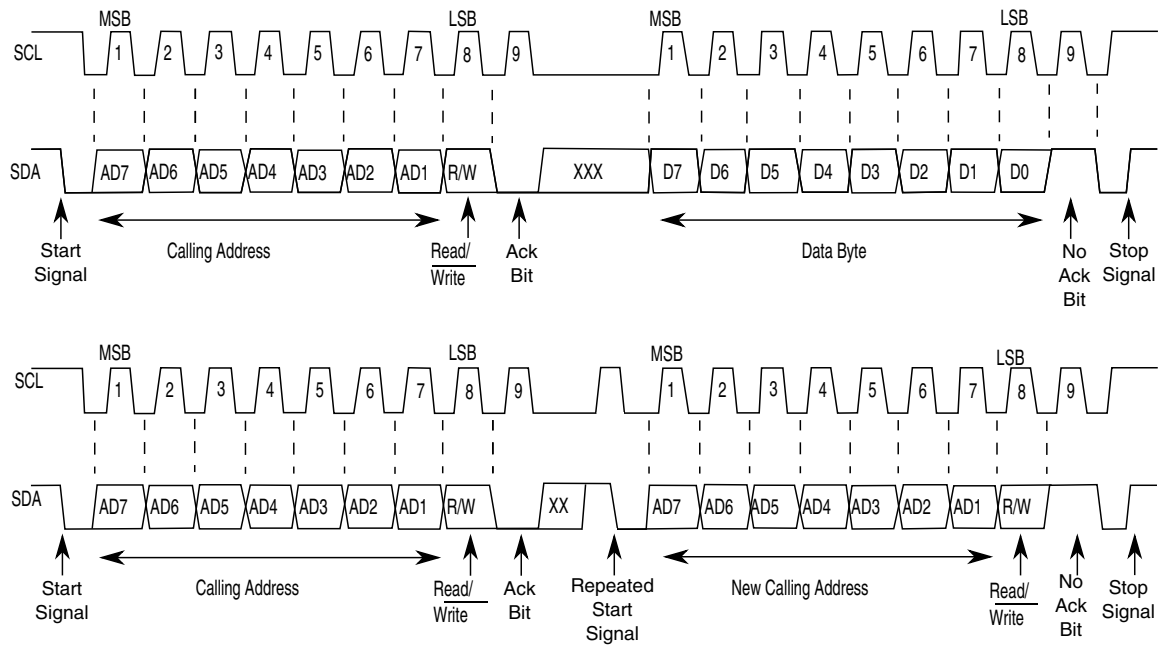 MSB LSB MSB LSB
SCL 1 2 3 4 5 6 7 8 9 1 2 3 4 5 6 7 8 9
SDA AD7 AD6 AD5 AD4 AD3 AD2 AD1 R/W XXX D7 D6 D5 D4 D3 D2 D1 D0
Start Signal
Calling Address
Read/
Write
Ack
Bit
Data Byte
No
Ack
Bit
Stop
Signal
MSB LSB MSB LSB
SCL 1 2 3 4 5 6 7 8 9 1 2 3 4 5 6 7 8 9
SDA AD7 AD6 AD5 AD4 AD3 AD2 AD1 R/W XX AD7 AD6 AD5 AD4 AD3 AD2 AD1 R/W
Start
Signal
Calling Address
Read/
Write
Ack
Bit
Repeated
Start
Signal
New Calling Address
Read/
Write
No
Ack
Bit
Stop
Signal